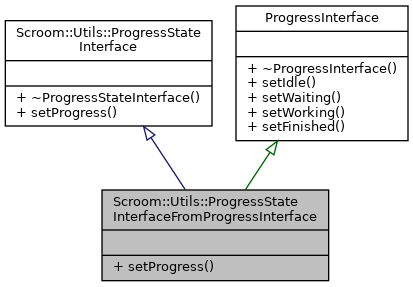 Scroom::Utils::ProgressState
Interface
+ ~ProgressStateInterface()
+ setProgress()
ProgressInterface
+ ~ProgressInterface()
+ setIdle()
+ setWaiting()
+ setWorking()
+ setFinished()
Scroom::Utils::ProgressState
InterfaceFromProgressInterface
+ setProgress()